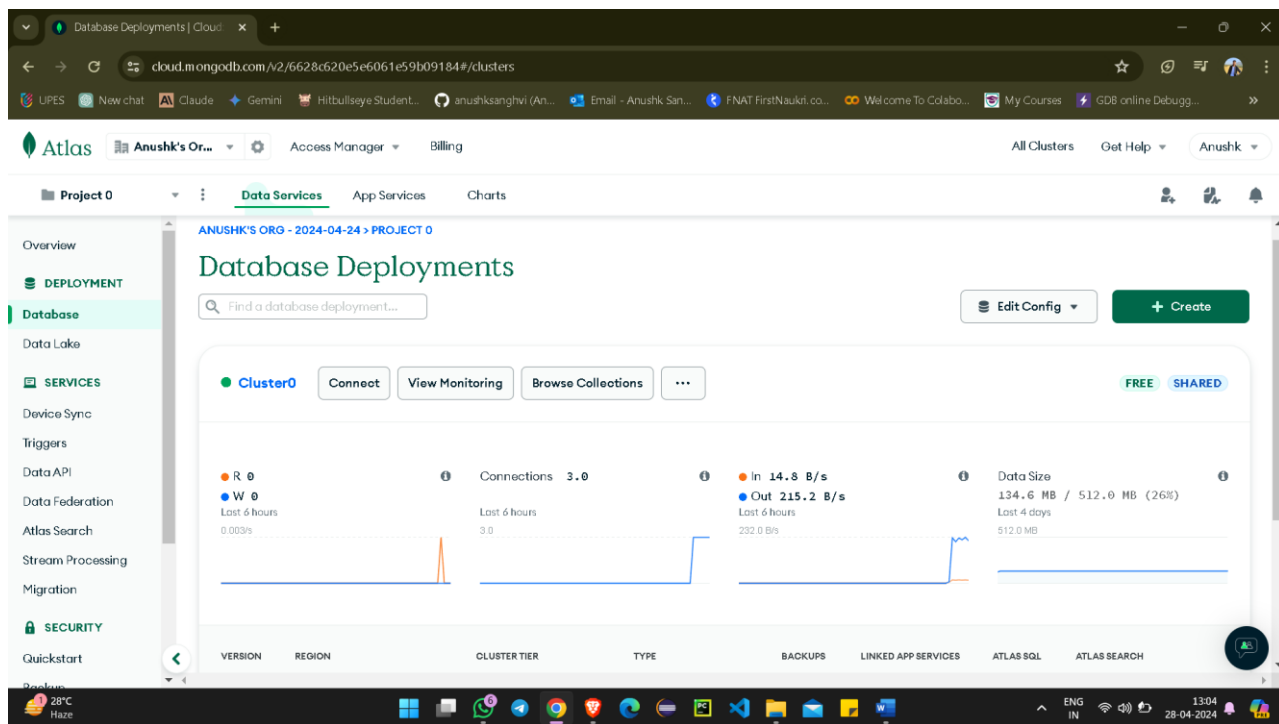 Database Deployments | Cloud
cloud.mongodb.com/v2/6628c620e5e6061e59b09184#/clusters
UPES New chat Claude Gemini Hitbullseye Student... anushksanghvi (An... Email - Anushk San... FNAT FirstNaukri.co... Welcome To Colabo... My Courses GDB online Debugg... »
Atlas Anushk's Or... Access Manager Billing All Clusters Get Help Anushk
Project 0 Data Services App Services Charts
Overview
DEPLOYMENT
Database
Data Lake
SERVICES
Device Sync
Triggers
Data API
Data Federation
Atlas Search
Stream Processing
Migration
SECURITY
Quickstart
Backup
ANUSHK'S ORG - 2024-04-24 > PROJECT 0
Database Deployments
Find a database deployment...
Edit Config + Create
Cluster0 Connect View Monitoring Browse Collections ... FREE SHARED
R 0
W 0
Last 6 hours
0.003/s
Connections 3.0
Last 6 hours
3.0
In 14.8 B/s
Out 215.2 B/s
Last 6 hours
232.0 B/s
Data Size
134.6 MB / 512.0 MB (26%)
Last 4 days
512.0 MB
VERSION REGION CLUSTER TIER TYPE BACKUPS LINKED APP SERVICES ATLAS SQL ATLAS SEARCH
1 28°C
Haze
6
ENG
IN
13:04
28-04-2024